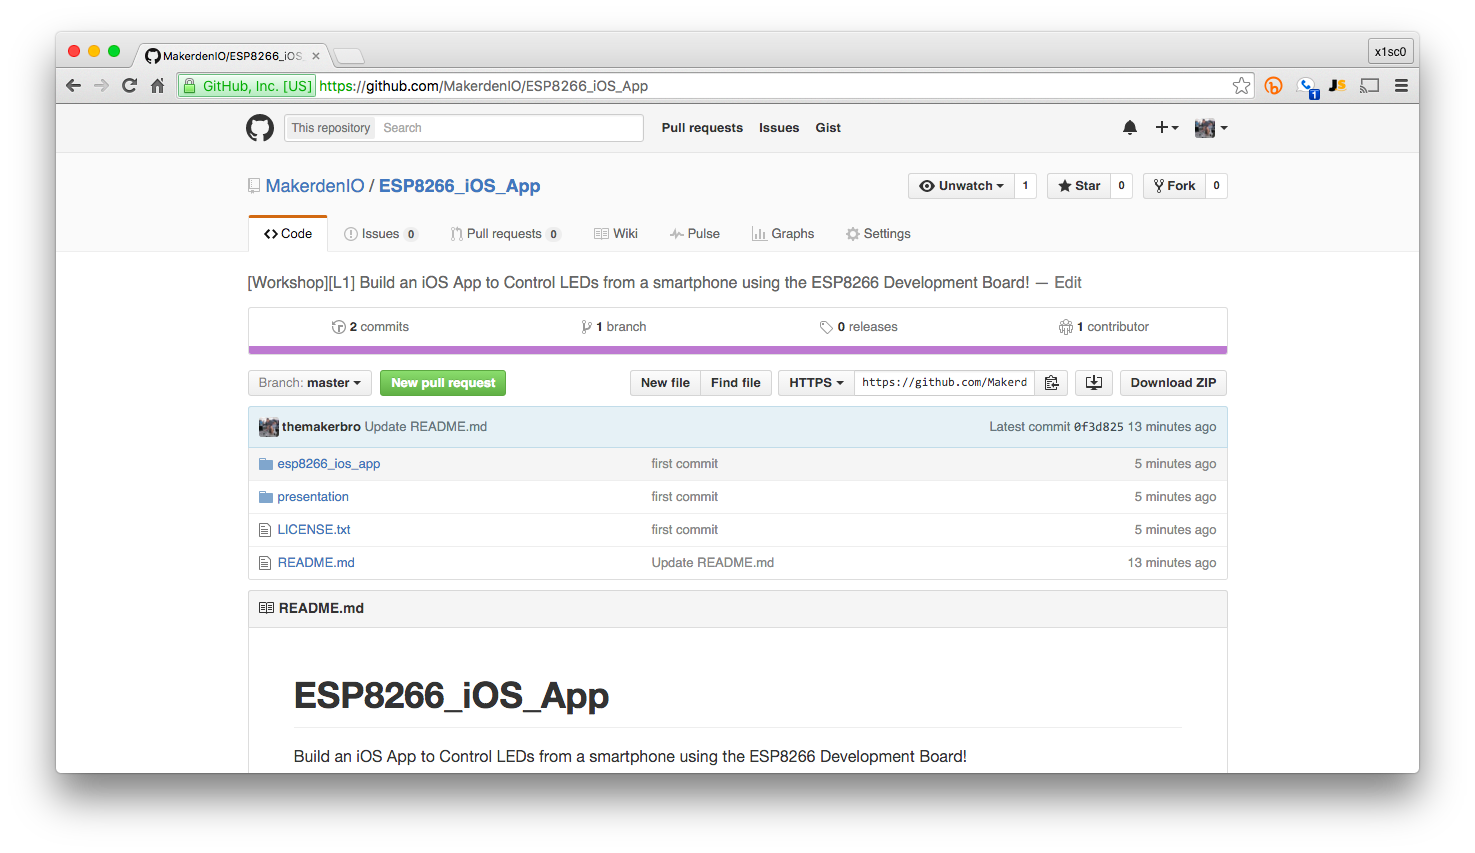 MakerdenIO/ESP8266_iOS_
x1sc0
GitHub, Inc. [US] https://github.com/MakerdenIO/ESP8266_iOS_App
1
JS
This repository Search Pull requests Issues Gist
MakerdenIO / ESP8266_iOS_App
Unwatch 1 Star 0 Fork 0
Code Issues 0 Pull requests 0 Wiki Pulse Graphs Settings
[Workshop][L1] Build an iOS App to Control LEDs from a smartphone using the ESP8266 Development Board! — Edit
2 commits 1 branch 0 releases 1 contributor
Branch: master New pull request New file Find file HTTPS https://github.com/Makerd Download ZIP
themakerbro Update README.md Latest commit 0f3d825 13 minutes ago
esp8266_ios_app first commit 5 minutes ago
presentation first commit 5 minutes ago
LICENSE.txt first commit 5 minutes ago
README.md Update README.md 13 minutes ago
README.md
ESP8266_iOS_App
Build an iOS App to Control LEDs from a smartphone using the ESP8266 Development Board!